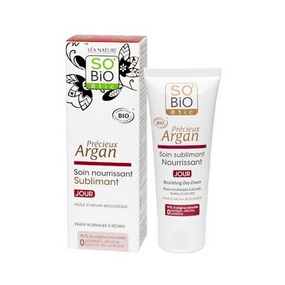 LÉA NATURE
SO'
BiO
étic
BIO
Précieux
Argan
Soin nourrissant
Sublimant
JOUR
HUILE D'ARGAN BIOLOGIQUE
PEAUX NORMALES À SÈCHES
SO'
BiO
étic
BIO
Précieux
Argan
Soin sublimant
Nourrissant
JOUR
Nourishing Day Cream